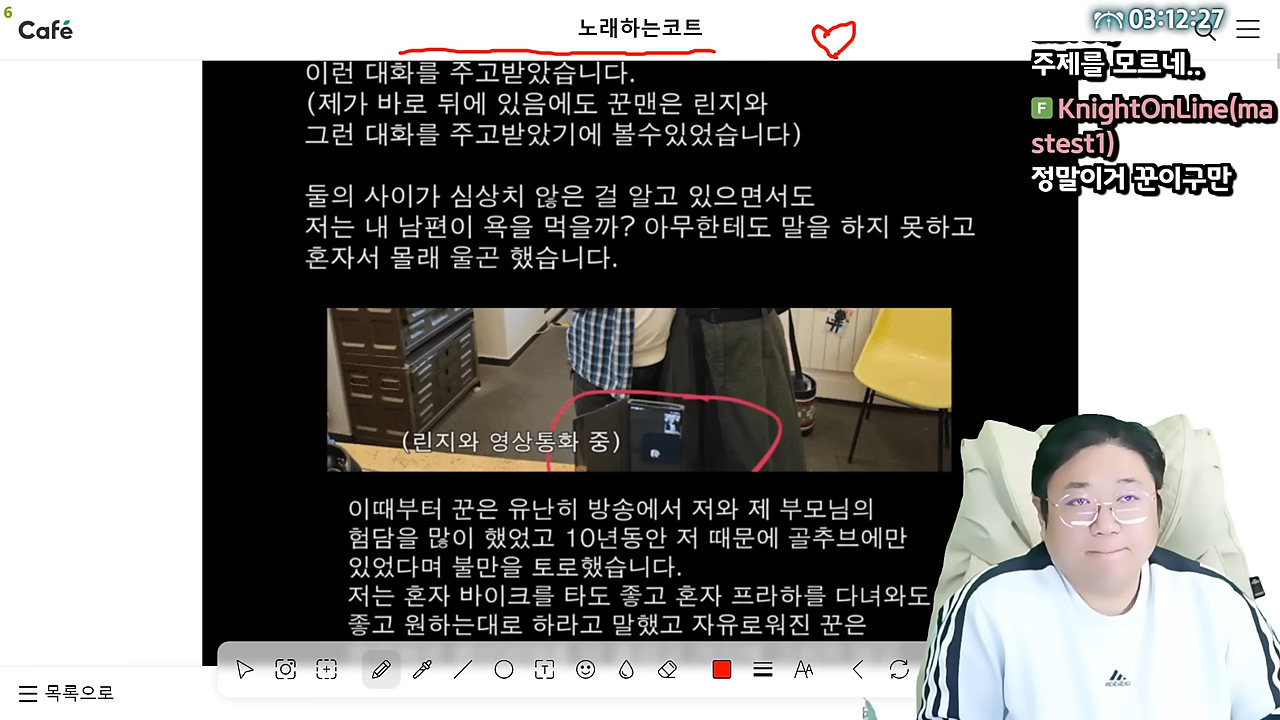 6
Café
노래하는코트
03:12:27
주제를 모르네..
F KnightOnLine(ma
stest1)
정말이거 꾼이구만
이런 대화를 주고받았습니다.
(제가 바로 뒤에 있음에도 꾼맨은 린지와
그런 대화를 주고받았기에 볼수있었습니다)
둘의 사이가 심상치 않은 걸 알고 있으면서도
저는 내 남편이 욕을 먹을까? 아무한테도 말을 하지 못하고
혼자서 몰래 울곤 했습니다.
(린지와 영상통화 중)
이때부터 꾼은 유난히 방송에서 저와 제 부모님의
험담을 많이 했었고 10년동안 저 때문에 골추브에만
있었다며 불만을 토로했습니다.
저는 혼자 바이크를 타도 좋고 혼자 프라하를 다녀와도
좋고 원하는대로 하라고 말했고 자유로워진 꾼은
T
AA
목록으로